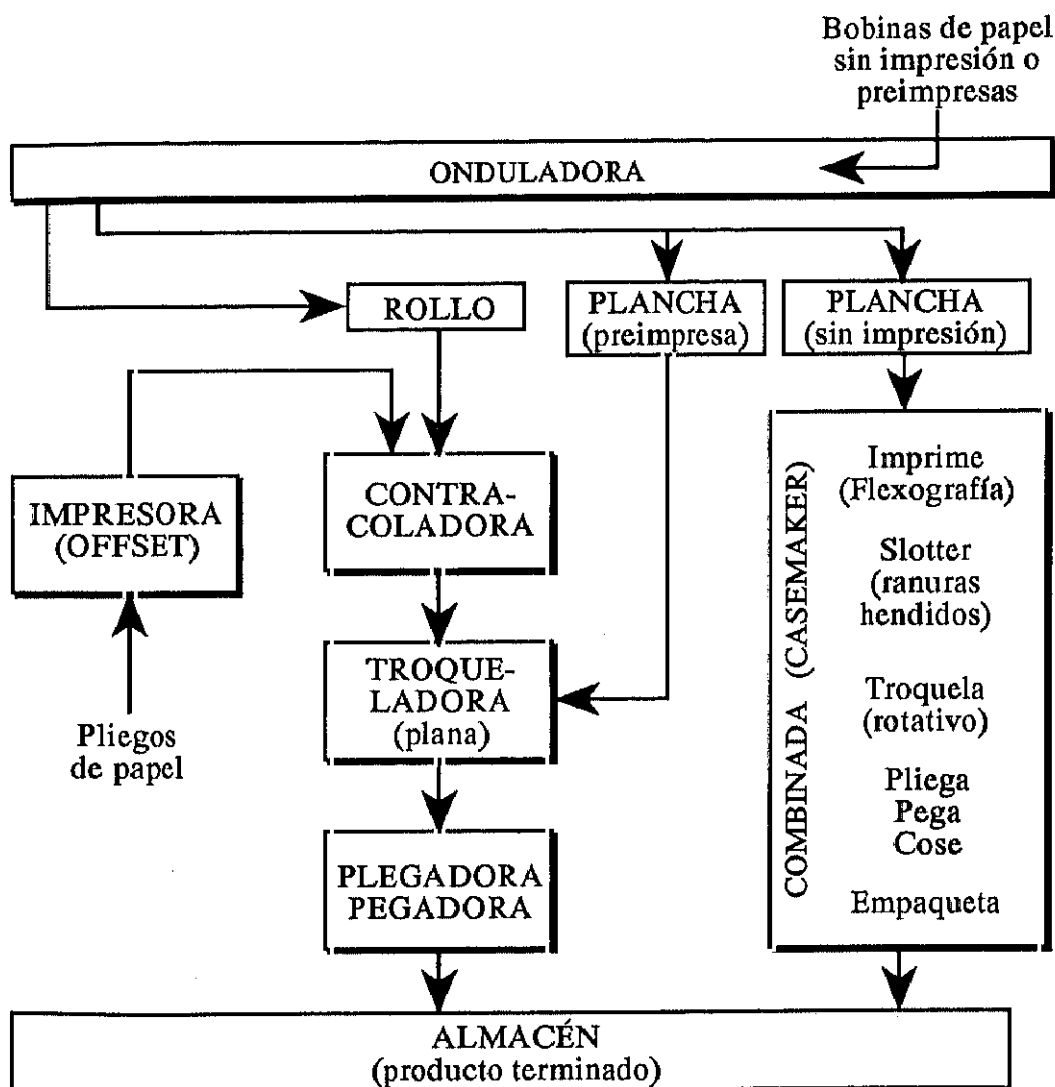 Bobinas de papel
sin impresión o
preimpresas
ONDULADORA
ROLLO
PLANCHA
(preimpresa)
PLANCHA
(sin impresión)
IMPRESORA
(OFFSET)
CONTRA-
COLADORA
Pliegos
de papel
TROQUE-
LADORA
(plana)
PLEGADORA
PEGADORA
COMBINADA (CASEMAKER)
Imprime
(Flexografía)
Slotter
(ranuras
hendidos)
Troquela
(rotativo)
Pliega
Pega
Cose
Empaqueta
ALMACÉN
(producto terminado)